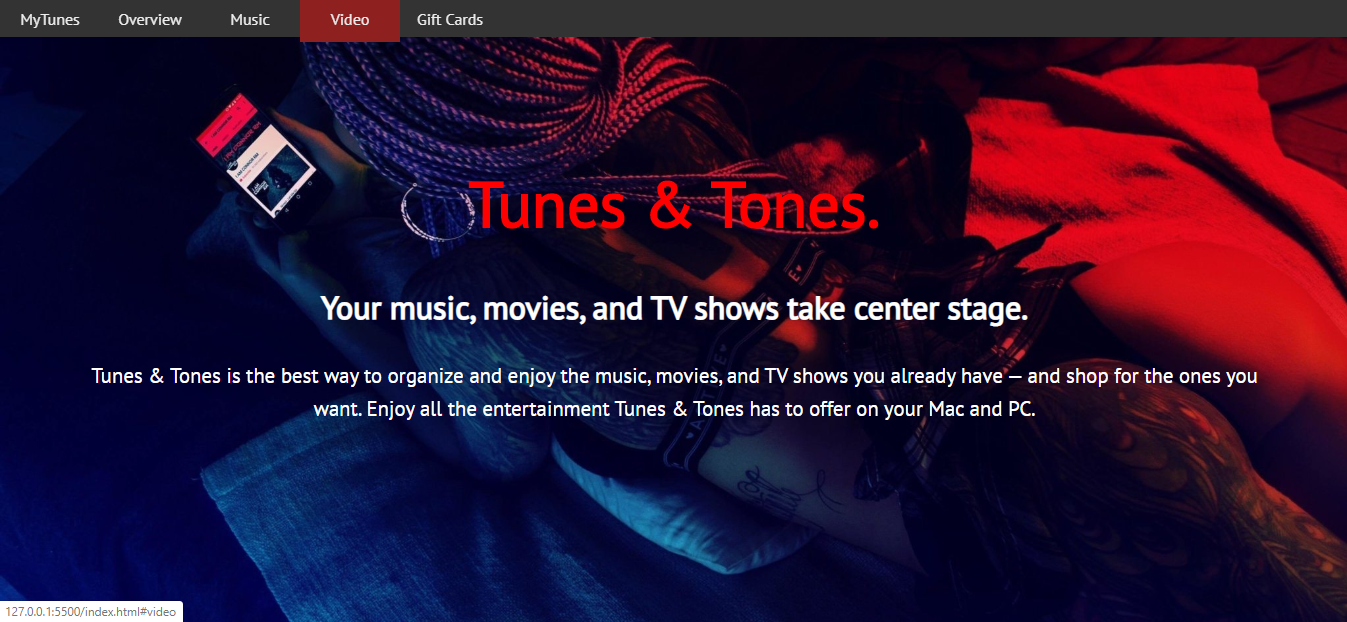 MyTunes Overview Music Video Gift Cards
Tunes & Tones.
Your music, movies, and TV shows take center stage.
Tunes & Tones is the best way to organize and enjoy the music, movies, and TV shows you already have — and shop for the ones you
want. Enjoy all the entertainment Tunes & Tones has to offer on your Mac and PC.
127.0.0.1:5500/index.html#video